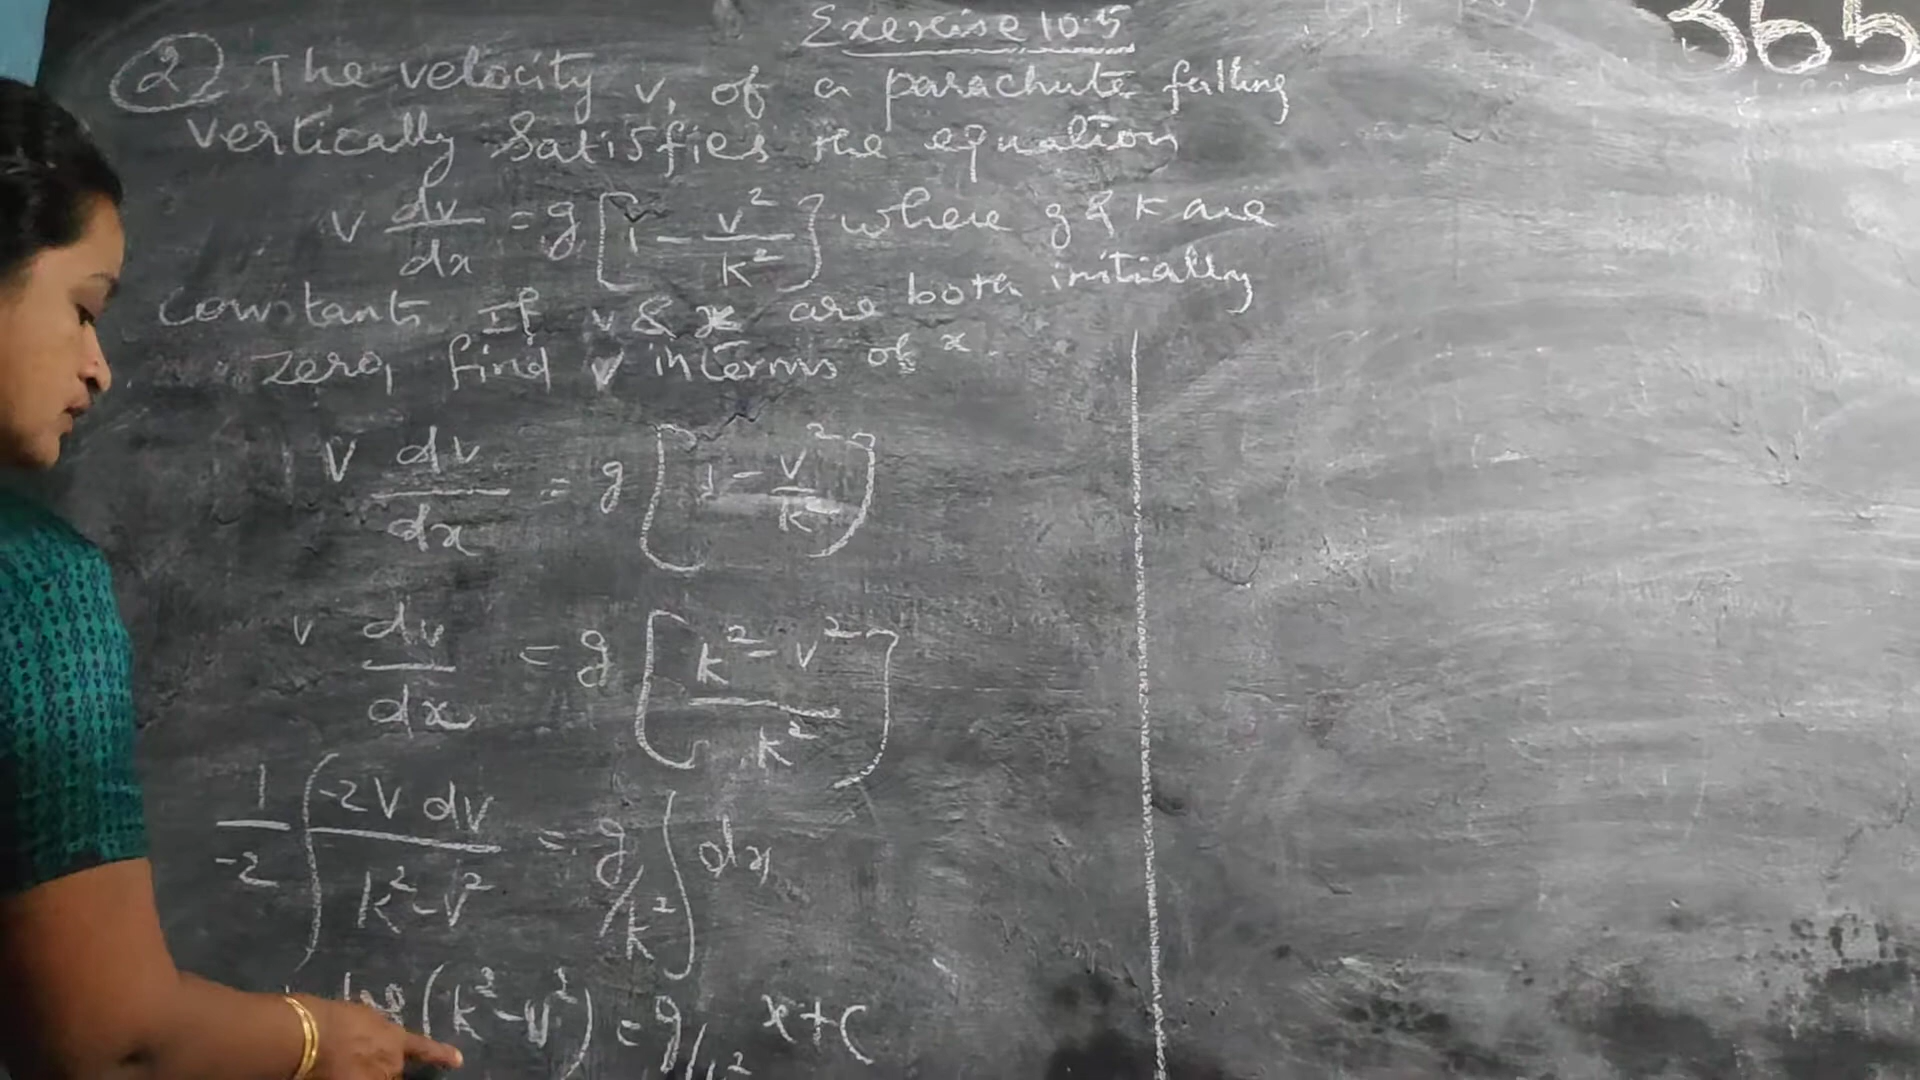 Exercise 10.5
365
② The velocity v, of a parachute falling
vertically Satisfies the equation
v dv/dx = g [1 - v²/k²] where g & k are
constants. If v & x are both initially
zero, find v interms of x.
v dv/dx = g [1 - v²/k²]
v dv/dx = g [k² - v² / k²]
1/-2 ∫ -2v dv / k² - v² = g/k² ∫ dx
log (k² - v²) = g/k² x + C